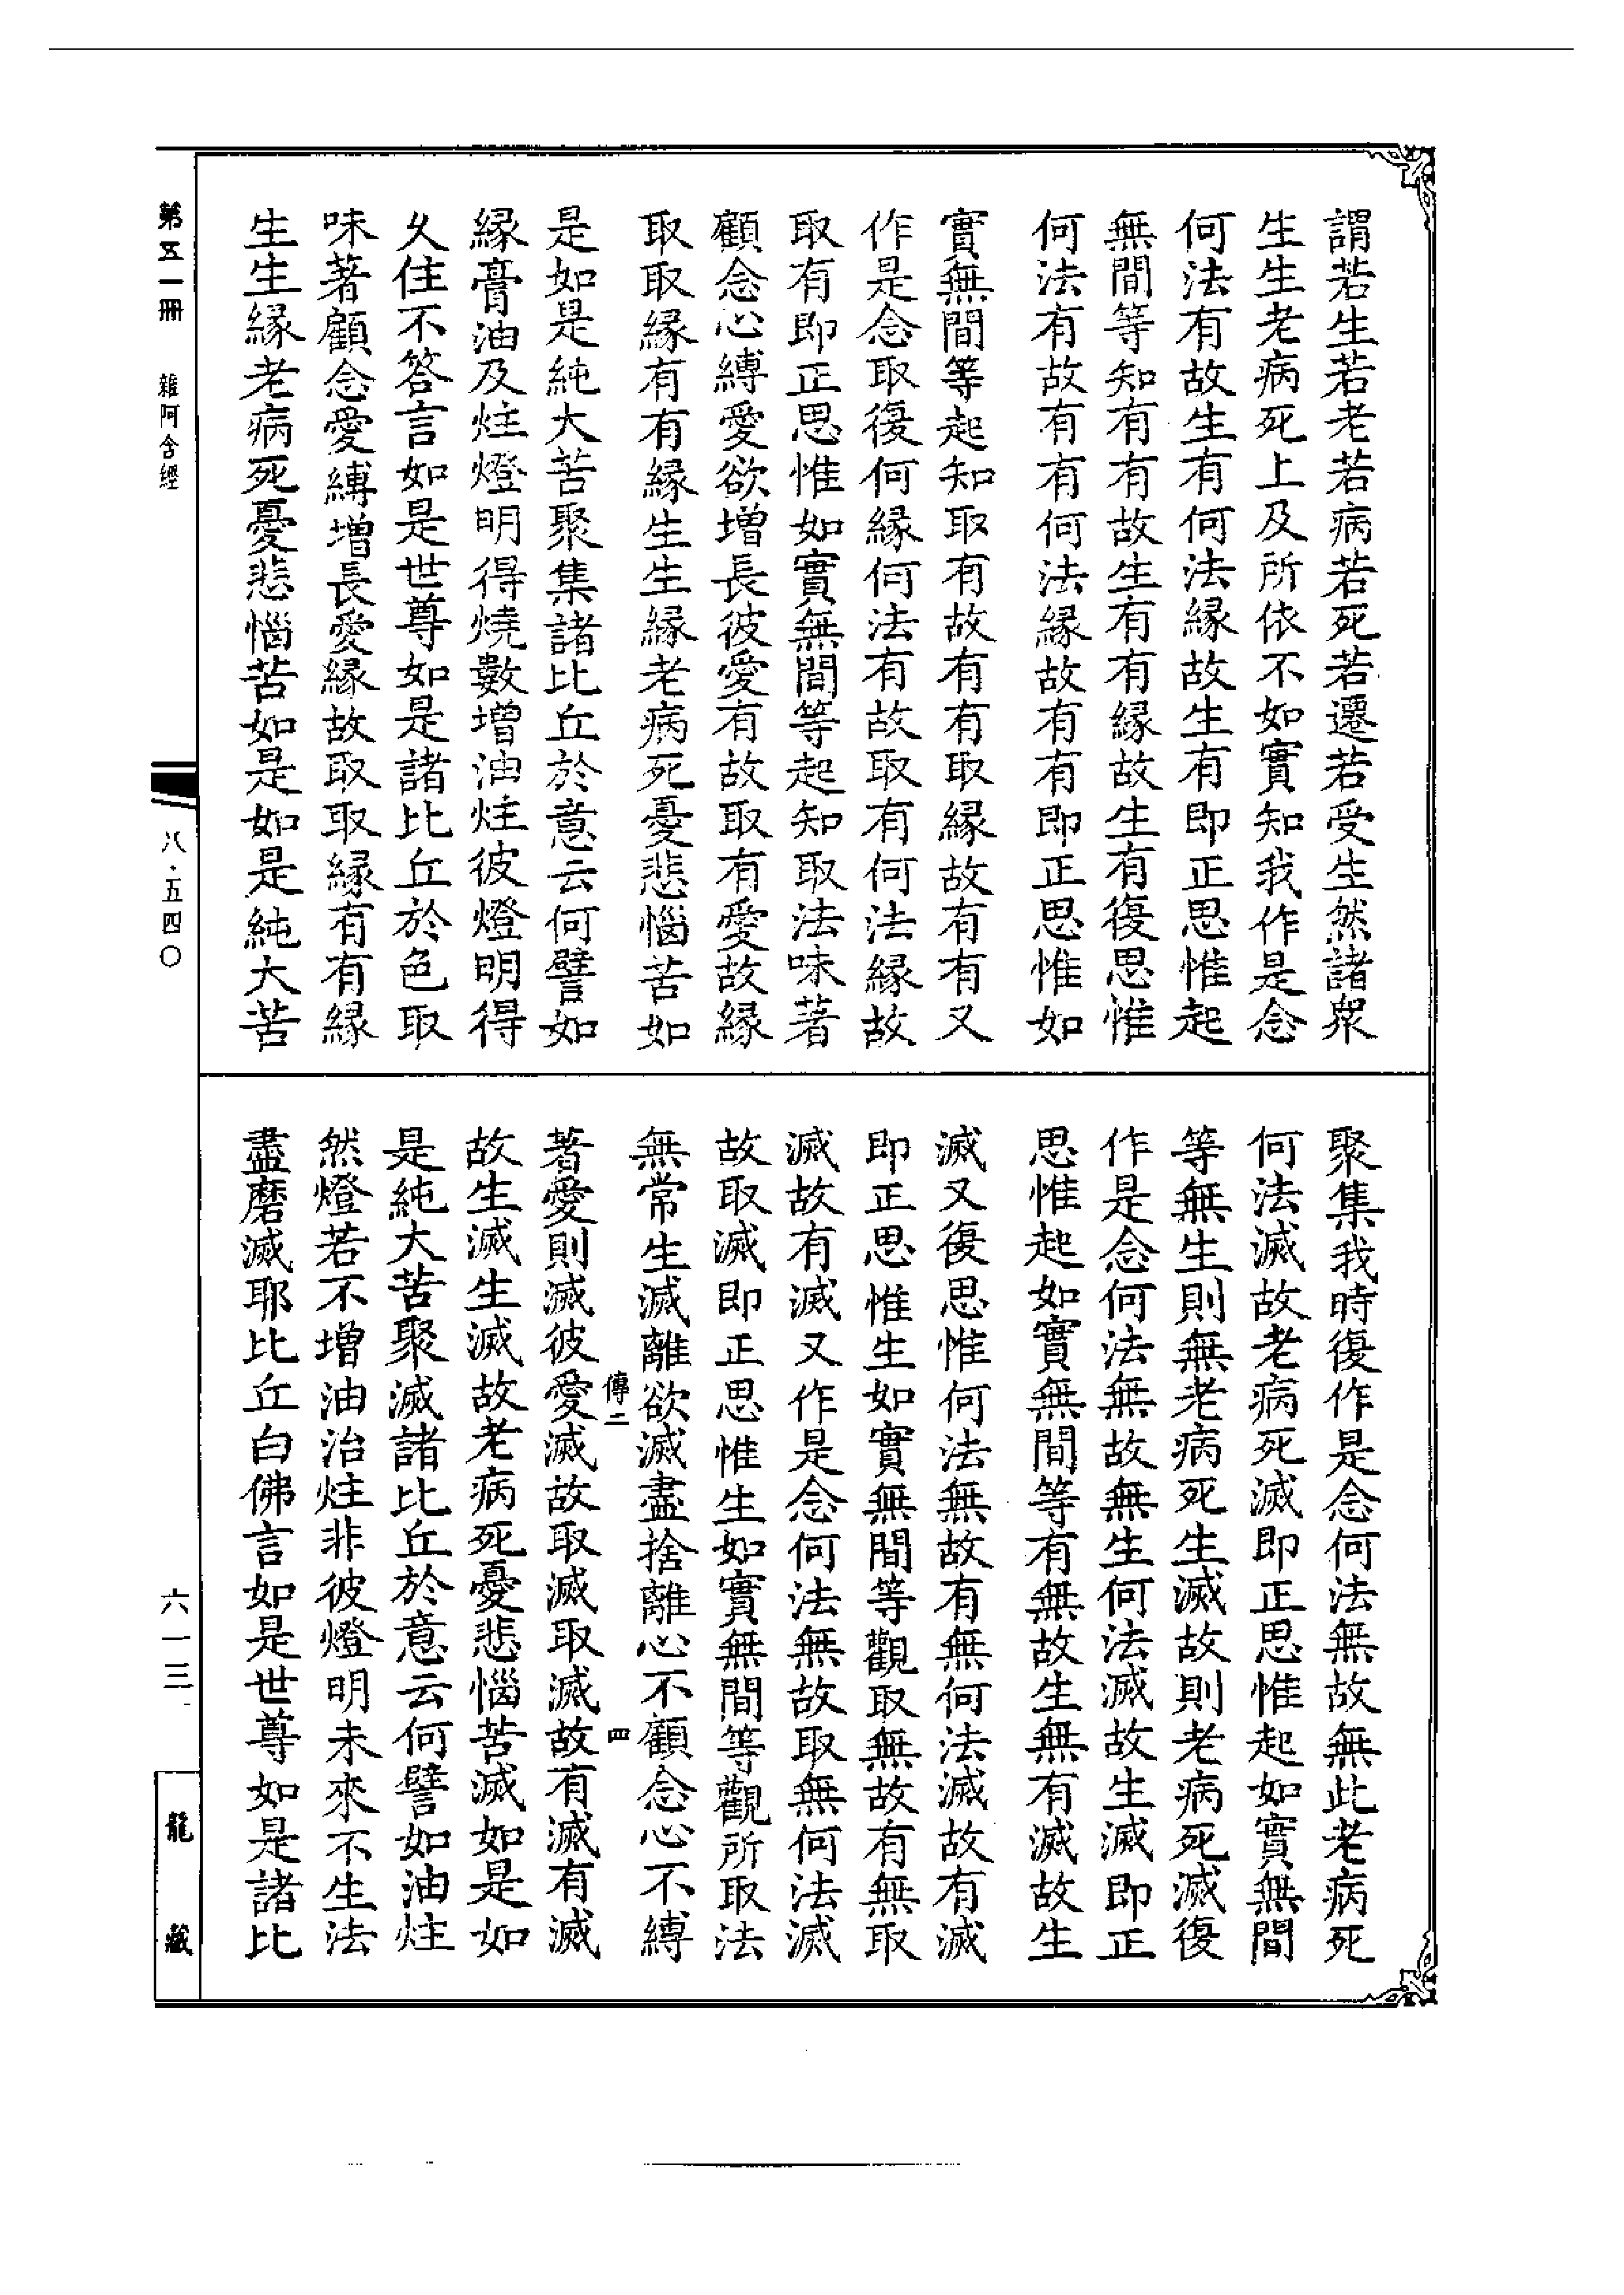 謂若生若老若病若死若遷若受生然諸衆
生生老病死上及所依不如實知我作是念
何法有故生有何法緣故生有即正思惟起
無間等知有有故生有有緣故生有復思惟
何法有故有有何法緣故有有即正思惟如
實無間等起知取有故有有取緣故有有又
作是念取復何緣何法有故取有何法緣故
取有即正思惟如實無間等起知取法味著
顧念心縛愛欲增長彼愛有故取有愛故緣
取取緣有有緣生生緣老病死憂悲惱苦如
是如是純大苦聚集諸比丘於意云何譬如
緣膏油及炷燈明得燒數增油炷彼燈明得
久住不答言如是世尊如是諸比丘於色取
味著顧念愛縛增長愛緣故取取緣有有緣
生生緣老病死憂悲惱苦如是如是純大苦
聚集我時復作是念何法無故無此老病死
何法滅故老病死滅即正思惟起如實無間
等無生則無老病死生滅故則老病死滅復
作是念何法無故無生何法滅故生滅即正
思惟起如實無間等有無故生無有滅故生
滅又復思惟何法無故有無何法滅故有滅
即正思惟生如實無間等觀取無故有無取
滅故有滅又作是念何法無故取無何法滅
故取滅即正思惟生如實無間等觀所取法
無常生滅離欲滅盡捨離心不顧念心不縛
傳二 四
著愛則滅彼愛滅故取滅取滅故有滅有滅
故生滅生滅故老病死憂悲惱苦滅如是如
是純大苦聚滅諸比丘於意云何譬如油炷
然燈若不增油治炷非彼燈明未來不生法
盡磨滅耶比丘白佛言如是世尊如是諸比
第五一冊 雜阿含經
八·五四〇
六一三
龍藏